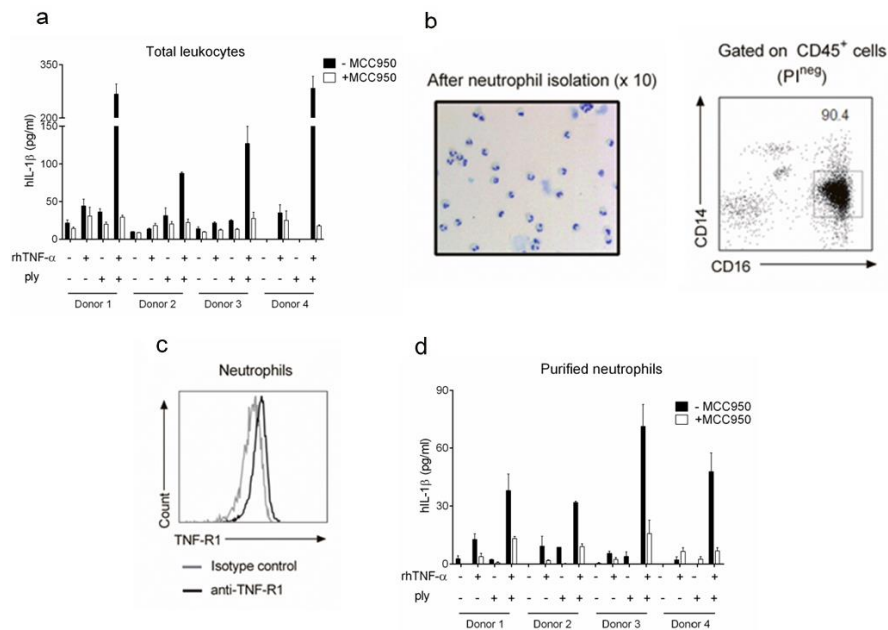 a
Total leukocytes
- MCC950
+MCC950
hIL-1β (pg/ml)
350
200
150
100
50
0
rhTNF-α - + - + - + - + - + - + - + - +
ply - - + + - - + + - - + + - - + +
Donor 1 Donor 2 Donor 3 Donor 4
b
After neutrophil isolation (x 10)
Gated on CD45⁺ cells
(PIⁿᵉᵍ)
90.4
CD14
CD16
c
Neutrophils
Count
TNF-R1
Isotype control
anti-TNF-R1
d
Purified neutrophils
- MCC950
+MCC950
hIL-1β (pg/ml)
90
60
30
0
rhTNF-α - + - + - + - + - + - + - + - +
ply - - + + - - + + - - + + - - + +
Donor 1 Donor 2 Donor 3 Donor 4